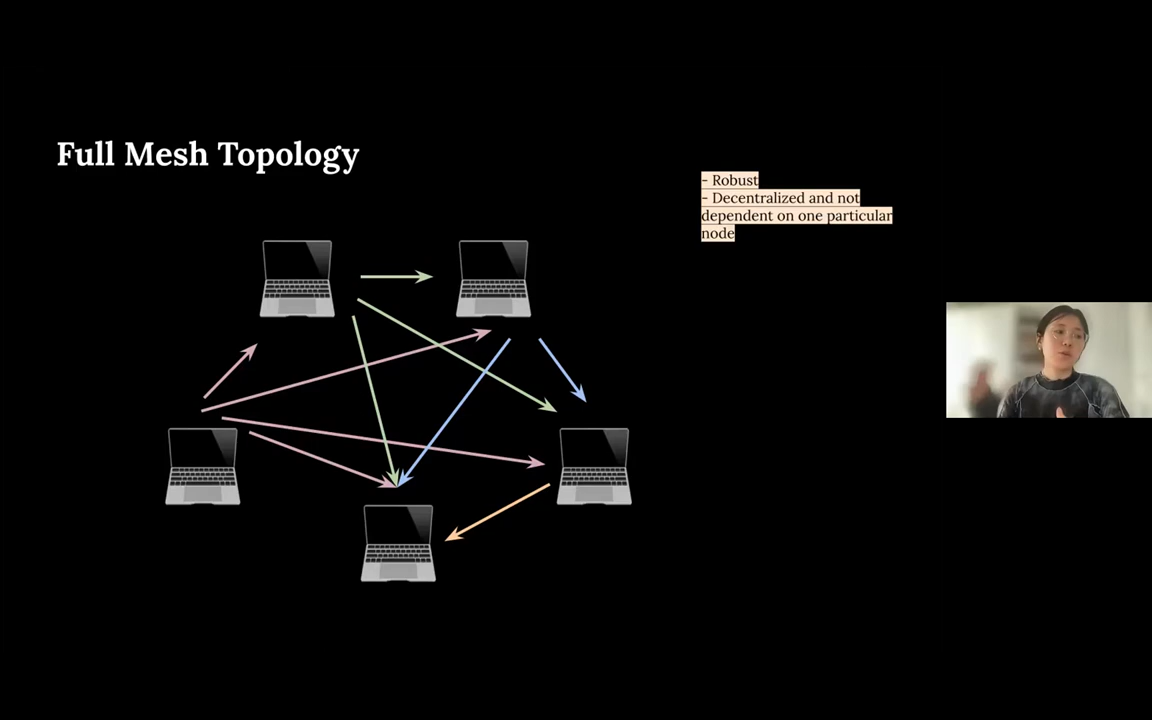 Full Mesh Topology
- Robust
- Decentralized and not
dependent on one particular
node